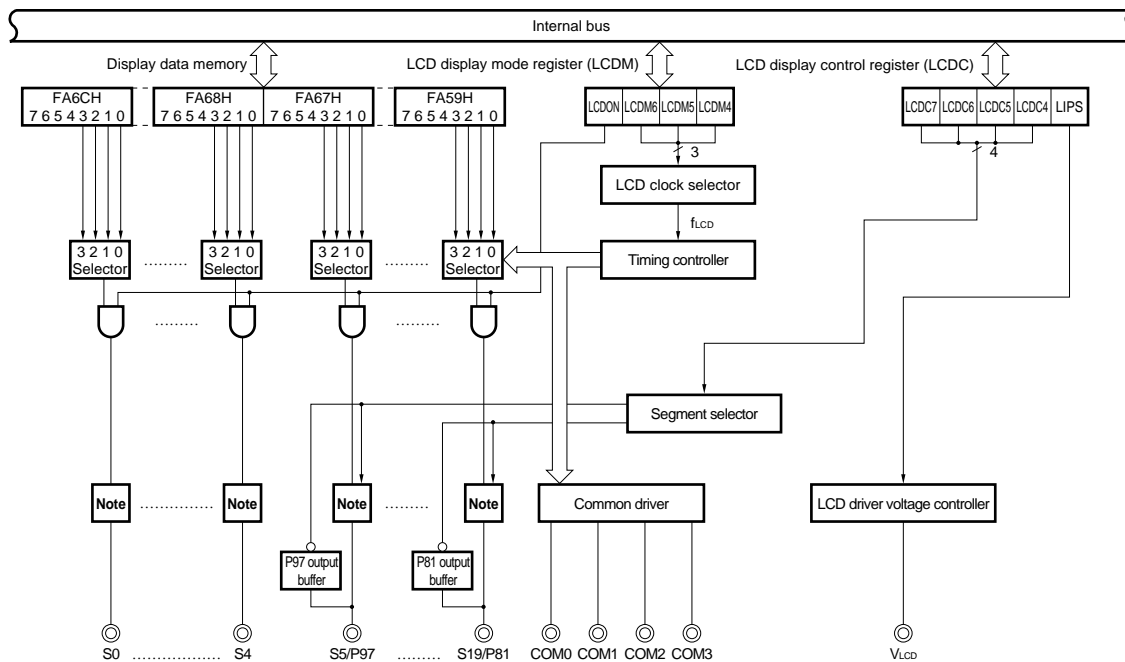 Internal bus
Display data memory
LCD display mode register (LCDM)
LCD display control register (LCDC)
FA6CH
FA68H
FA67H
FA59H
7 6 5 4 3 2 1 0
7 6 5 4 3 2 1 0
7 6 5 4 3 2 1 0
7 6 5 4 3 2 1 0
LCDON
LCDM6
LCDM5
LCDM4
LCDC7
LCDC6
LCDC5
LCDC4
LIPS
3
4
LCD clock selector
fLCD
3 2 1 0
Selector
.........
3 2 1 0
Selector
3 2 1 0
Selector
.........
3 2 1 0
Selector
Timing controller
.........
.........
Segment selector
Note
...............
Note
Note
.........
Note
Common driver
LCD driver voltage controller
P97 output
buffer
P81 output
buffer
S0 .................. S4
S5/P97 ......... S19/P81
COM0 COM1 COM2 COM3
VLCD